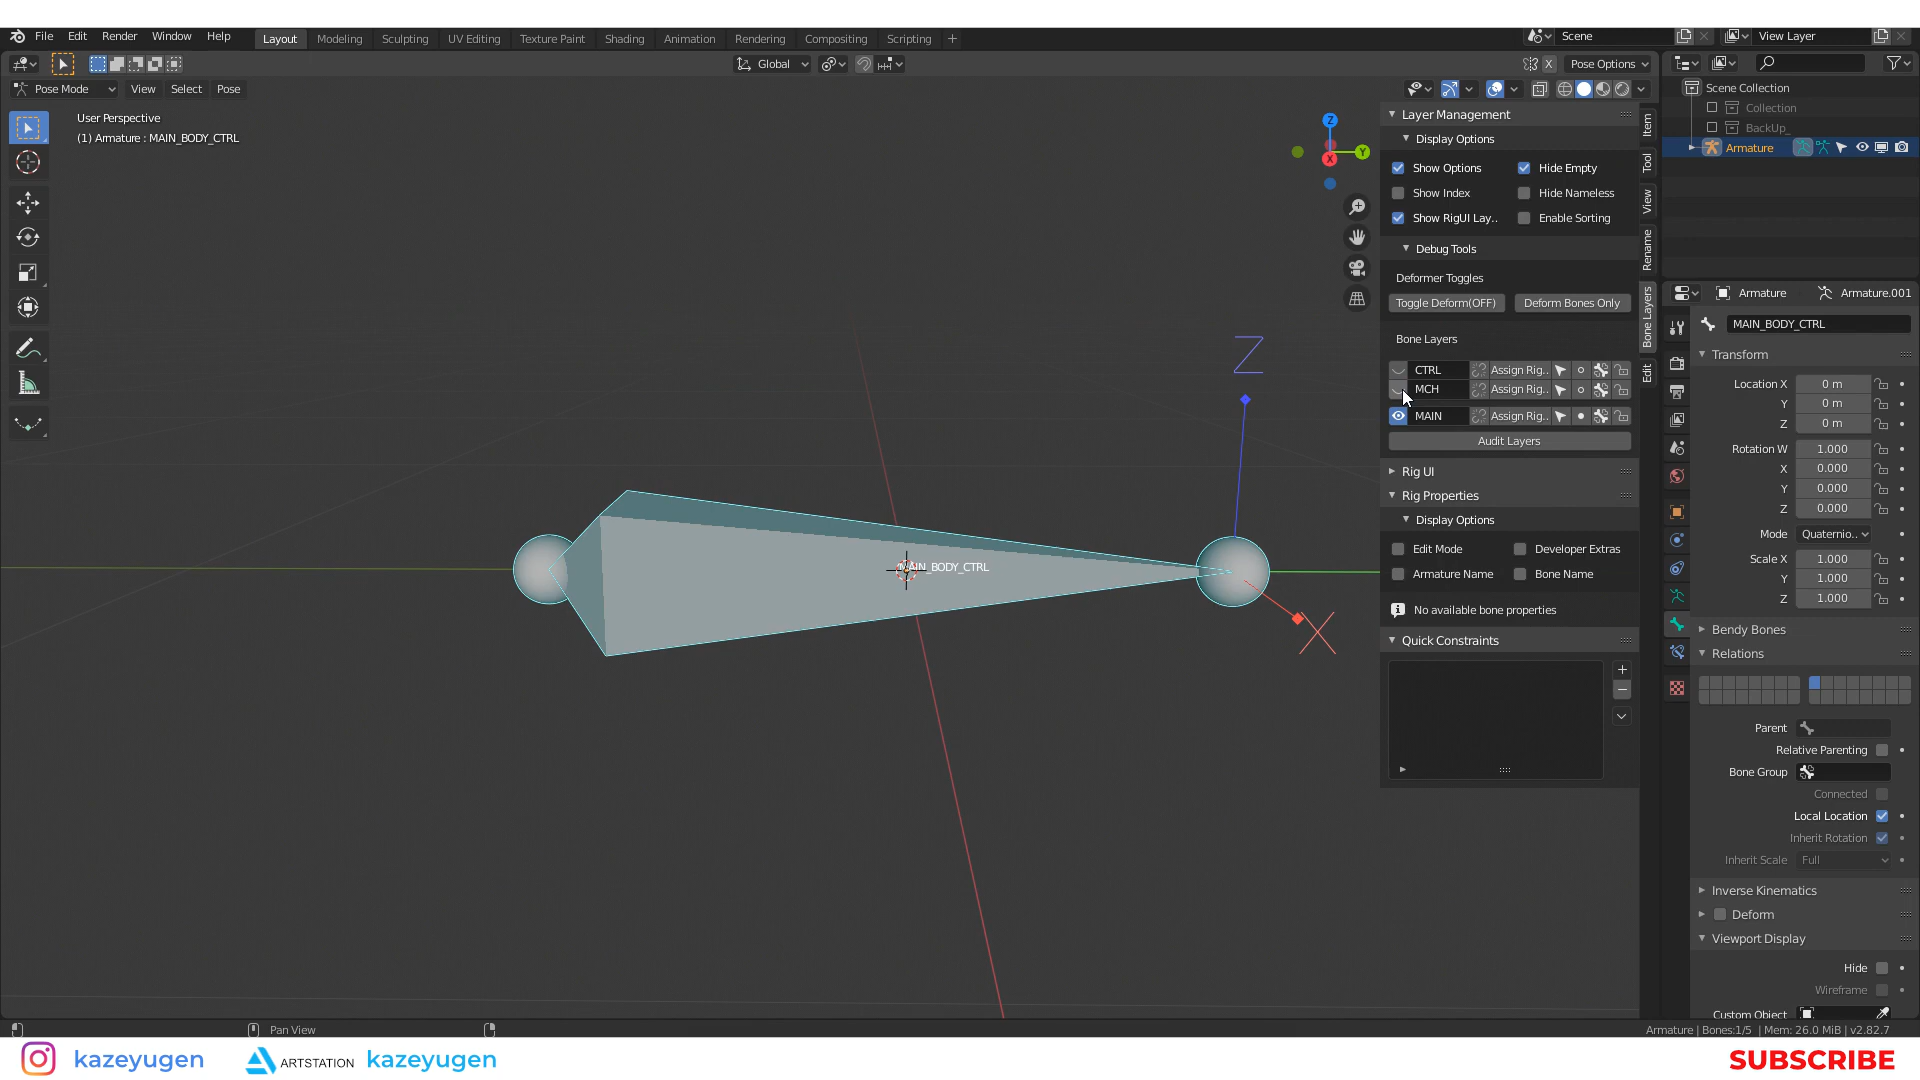 File Edit Render Window Help Layout Modeling Sculpting UV Editing Texture Paint Shading Animation Rendering Compositing Scripting + Scene View Layer
Global X Pose Options
Pose Mode View Select Pose
User Perspective
(1) Armature : MAIN_BODY_CTRL
Z
Y
X
Z
X
MAIN_BODY_CTRL
Layer Management
Display Options
Show Options Hide Empty
Show Index Hide Nameless
Show RigUI Lay.. Enable Sorting
Debug Tools
Deformer Toggles
Toggle Deform(OFF) Deform Bones Only
Bone Layers
CTRL Assign Rig..
MCH Assign Rig..
MAIN Assign Rig..
Audit Layers
Rig UI
Rig Properties
Display Options
Edit Mode Developer Extras
Armature Name Bone Name
No available bone properties
Quick Constraints
Item
Tool
View
Rename
Bone Layers
Edit
Scene Collection
Collection
BackUp_
Armature
Armature Armature.001
MAIN_BODY_CTRL
Transform
Location X 0 m
Y 0 m
Z 0 m
Rotation W 1.000
X 0.000
Y 0.000
Z 0.000
Mode Quaternio..
Scale X 1.000
Y 1.000
Z 1.000
Bendy Bones
Relations
Parent
Relative Parenting
Bone Group
Connected
Local Location
Inherit Rotation
Inherit Scale Full
Inverse Kinematics
Deform
Viewport Display
Hide
Wireframe
Custom Object
Pan View
Armature | Bones:1/5 | Mem: 26.0 MiB | v2.82.7
kazeyugen ARTSTATION kazeyugen SUBSCRIBE